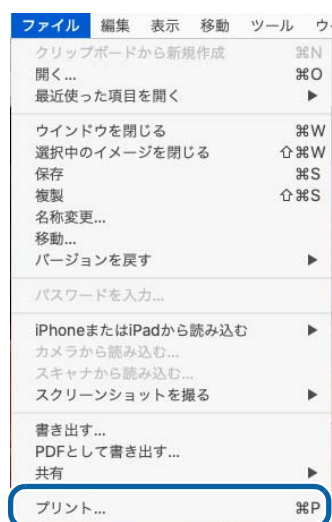 ファイル 編集 表示 移動 ツール ウ
クリップボードから新規作成 ⌘N
開く... ⌘O
最近使った項目を開く ▶
ウインドウを閉じる ⌘W
選択中のイメージを閉じる ⇧⌘W
保存 ⌘S
複製 ⇧⌘S
名称変更...
移動...
バージョンを戻す ▶
パスワードを入力...
iPhoneまたはiPadから読み込む ▶
カメラから読み込む...
スキャナから読み込む...
スクリーンショットを撮る ▶
書き出す...
PDFとして書き出す...
共有 ▶
プリント... ⌘P